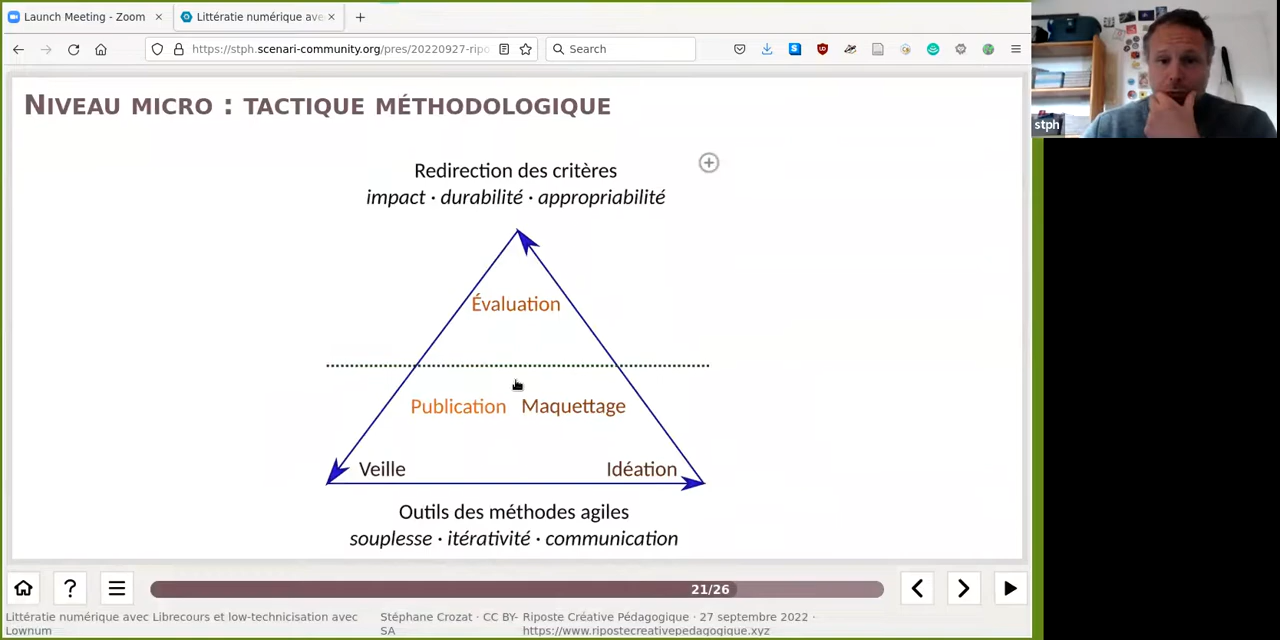 Launch Meeting - Zoom
Littératie numérique ave
https://stph.scenari-community.org/pres/20220927-ripo
Search
NIVEAU MICRO : TACTIQUE MÉTHODOLOGIQUE
stph
Redirection des critères
impact · durabilité · appropriabilité
Évaluation
Publication Maquettage
Veille Idéation
Outils des méthodes agiles
souplesse · itérativité · communication
21/26
Littératie numérique avec Librecours et low-technicisation avec
Lownum
Stéphane Crozat · CC BY-
SA
Riposte Créative Pédagogique · 27 septembre 2022 ·
https://www.ripostecreativepedagogique.xyz